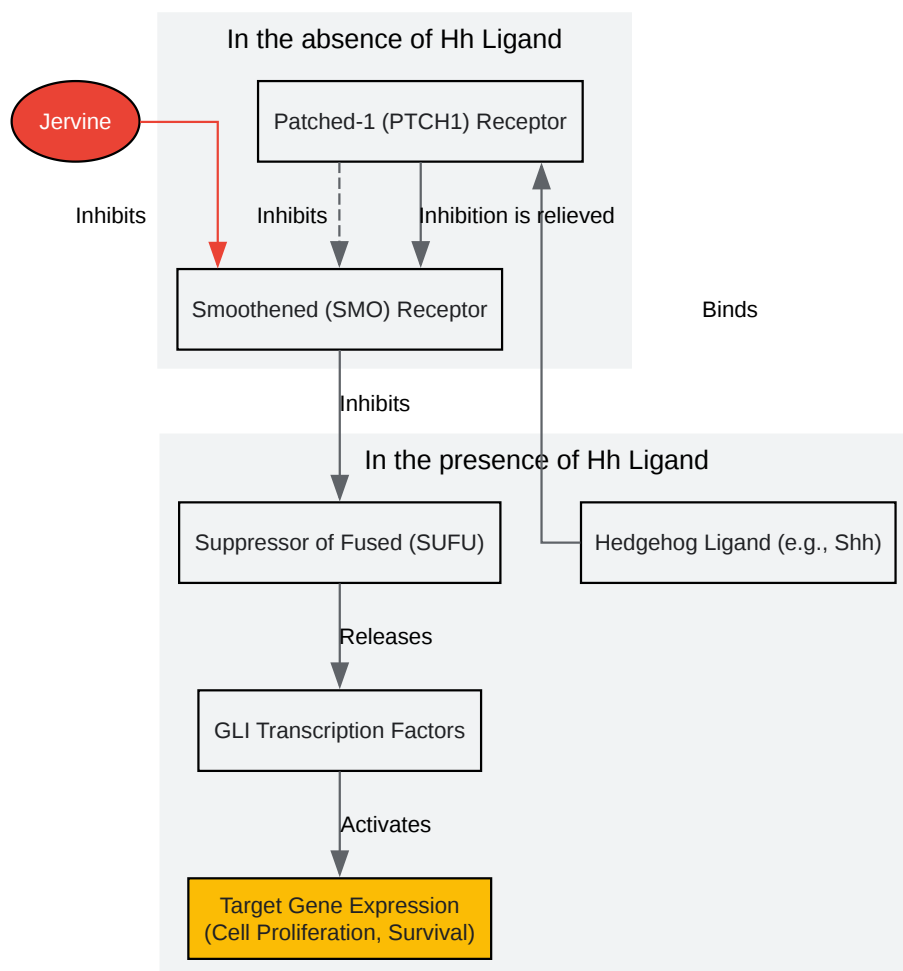 In the absence of Hh Ligand
Jervine
Patched-1 (PTCH1) Receptor
Inhibits
Inhibits
Inhibition is relieved
Smoothened (SMO) Receptor
Binds
Inhibits
In the presence of Hh Ligand
Suppressor of Fused (SUFU)
Hedgehog Ligand (e.g., Shh)
Releases
GLI Transcription Factors
Activates
Target Gene Expression
(Cell Proliferation, Survival)